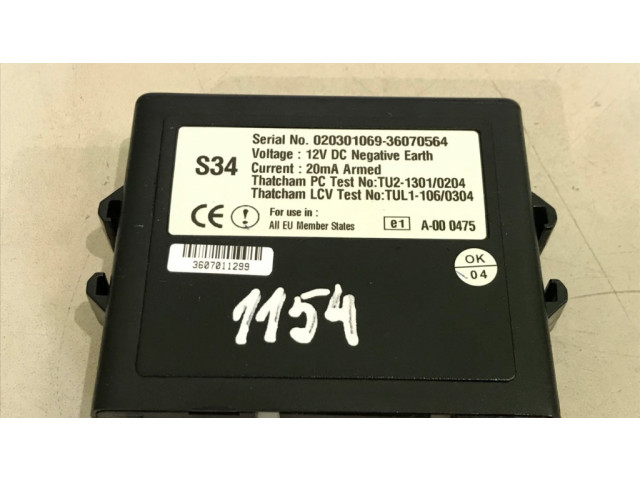 S34
Serial No. 020301069-36070564
Voltage : 12V DC Negative Earth
Current : 20mA Armed
Thatcham PC Test No:TU2-1301/0204
Thatcham LCV Test No:TUL1-106/0304
CE ! For use in :
All EU Member States
e1 A-00 0475
3607011299
OK
04
1154